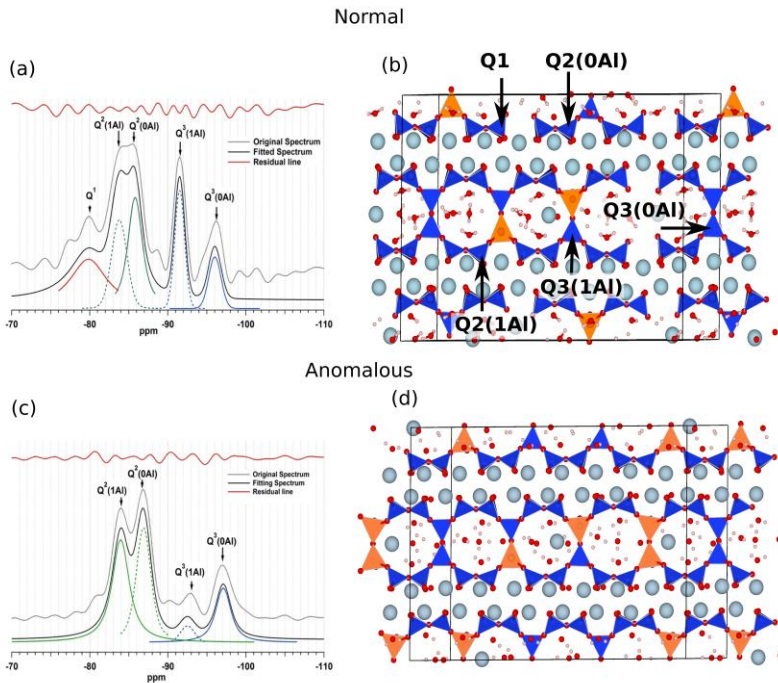 Normal
(a)
Q²(1Al)
Q²(0Al)
Q³(1Al)
Q¹
Q³(0Al)
Original Spectrum
Fitted Spectrum
Residual line
-70 -80 -90 -100 -110
ppm
(b)
Q1 Q2(0Al)
Q3(0Al)
Q3(1Al)
Q2(1Al)
Anomalous
(c)
Q²(0Al)
Q²(1Al)
Q³(1Al)
Q³(0Al)
Original Spectrum
Fitting Spectrum
Residual line
-70 -80 -90 -100 -110
ppm
(d)